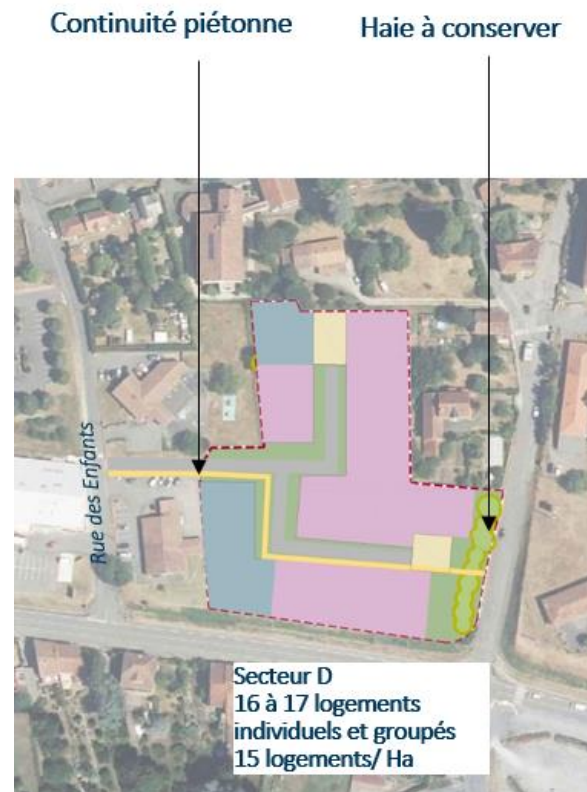 Continuité piétonne
Haie à conserver
Rue des Enfants
Secteur D
16 à 17 logements
individuels et groupés
15 logements/ Ha